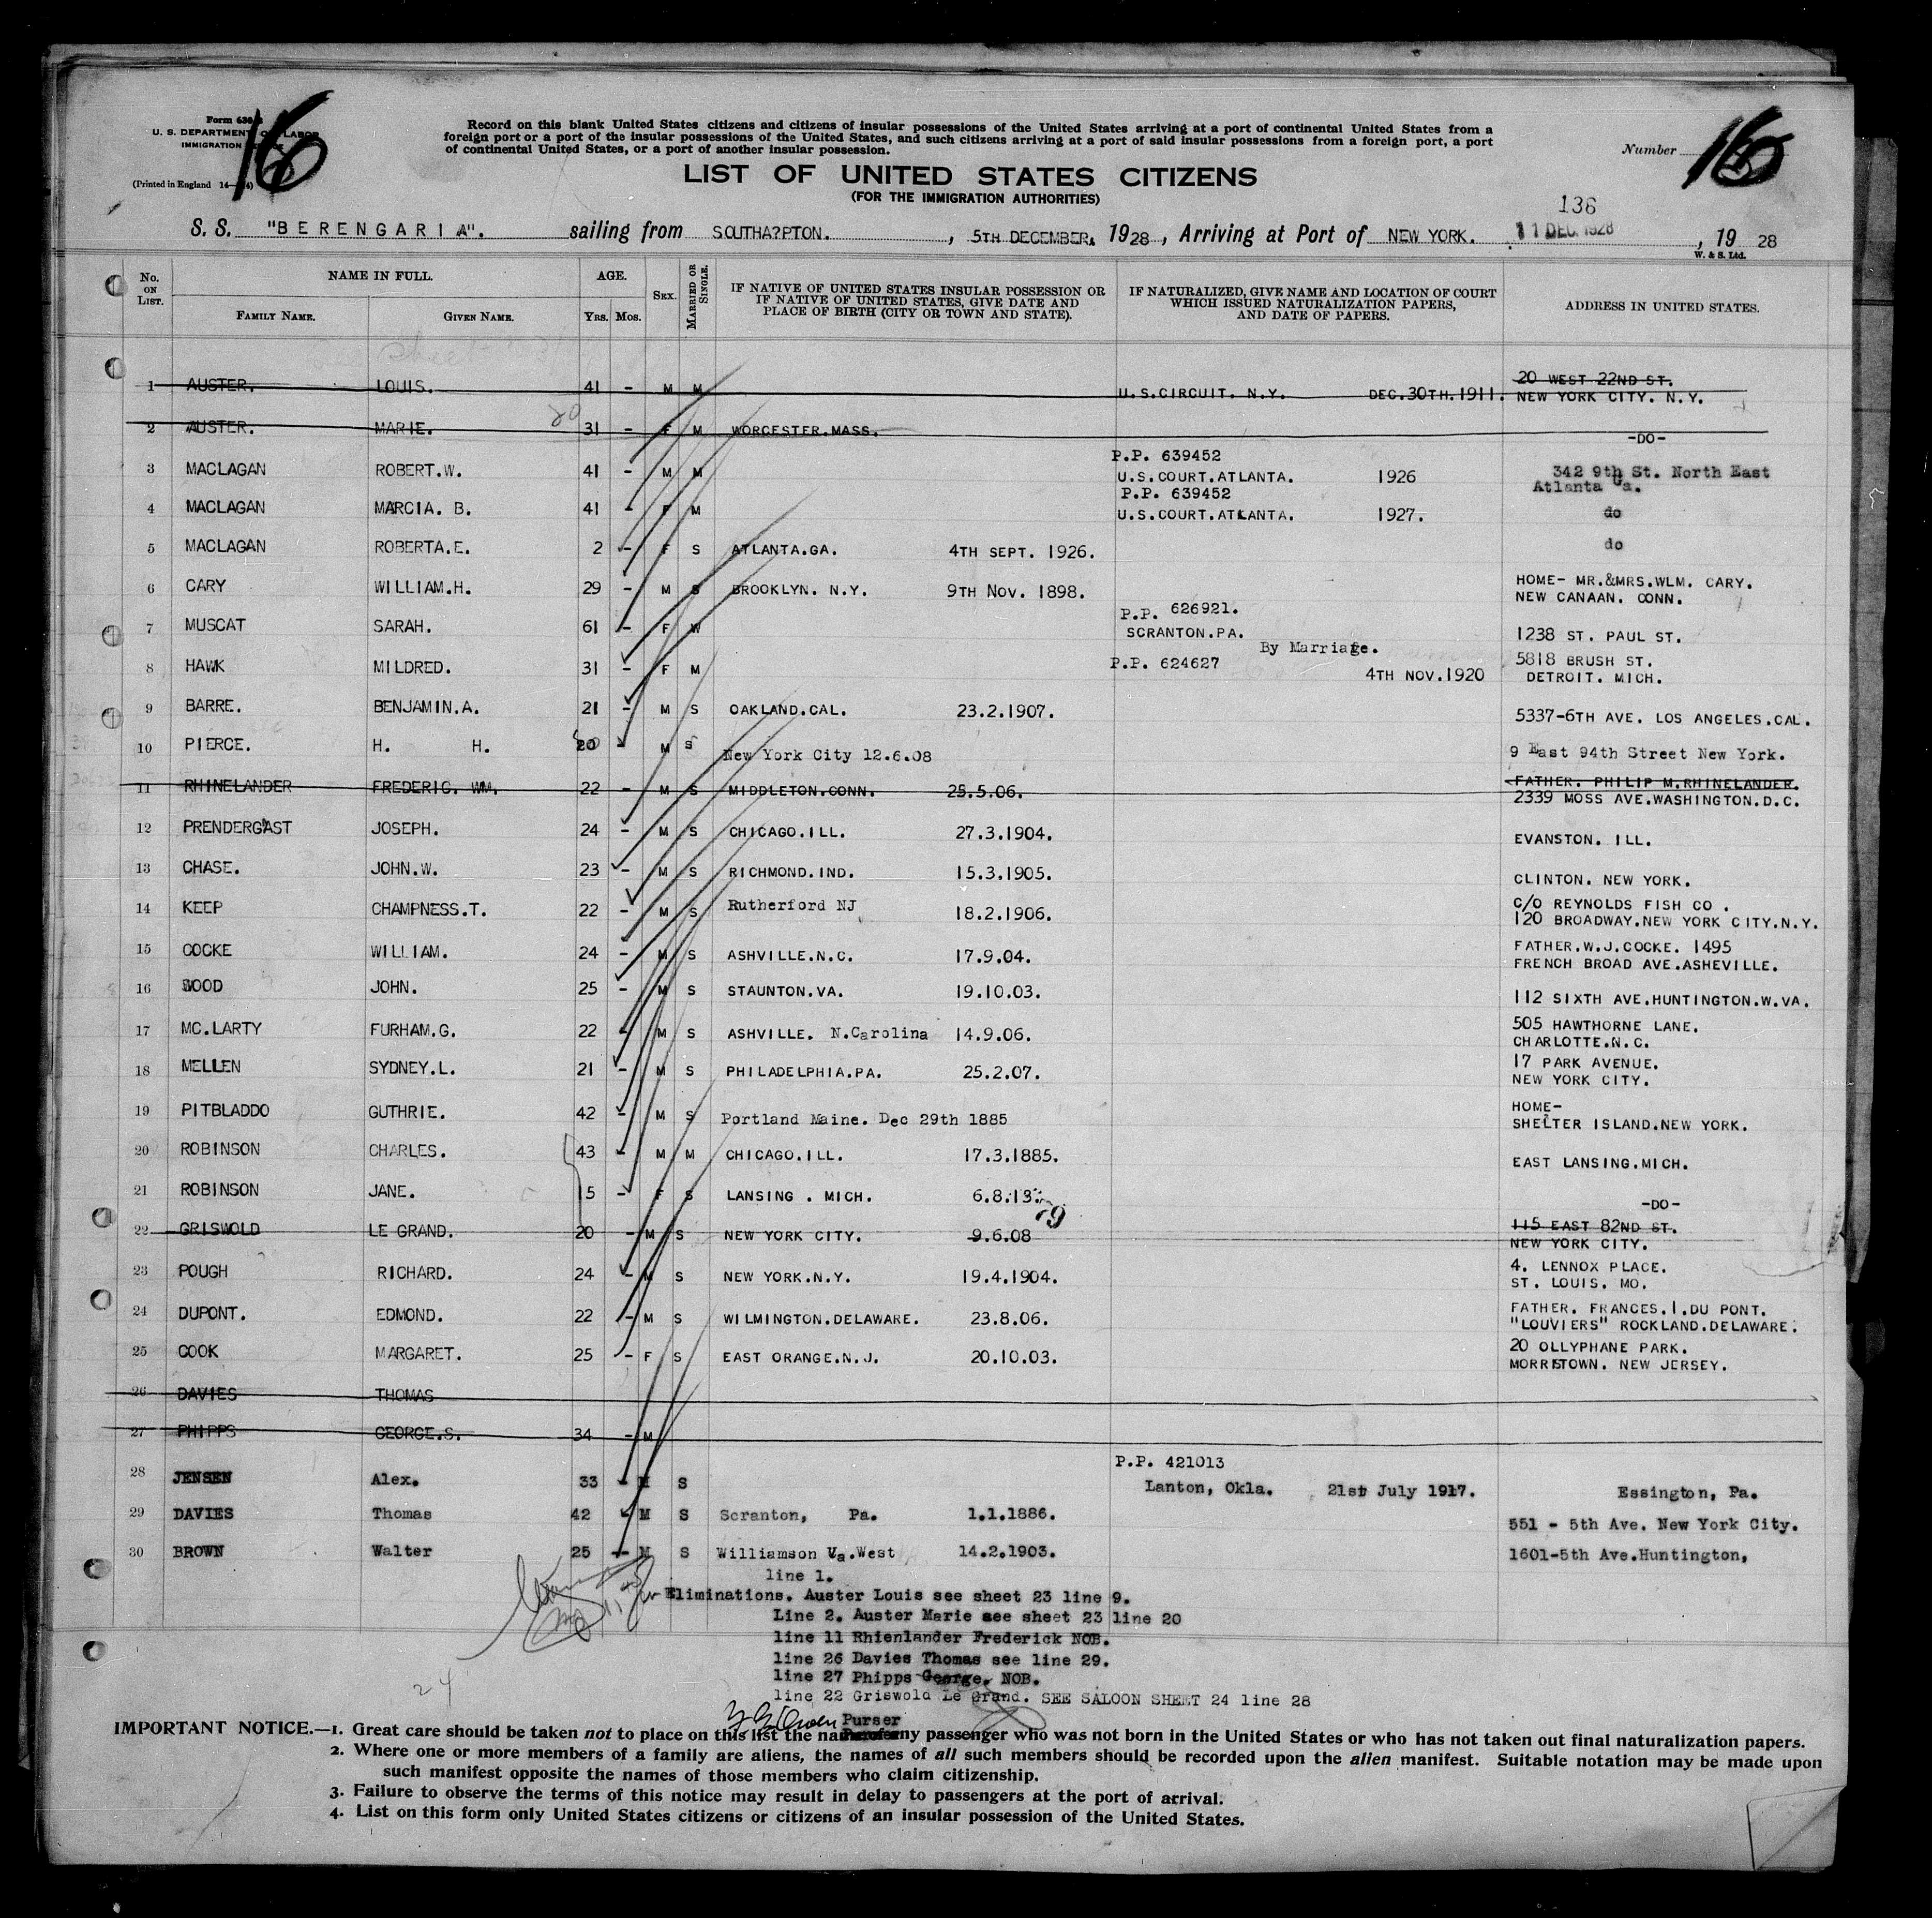 16
Form 630
U. S. DEPARTMENT OF LABOR
IMMIGRATION
(Printed in England
Record on this blank United States citizens and citizens of insular possessions of the United States arriving at a port of continental United States from a
foreign port or a port of the insular possessions of the United States, and such citizens arriving at a port of said insular possessions from a foreign port, a port
of continental United States, or a port of another insular possession.
Number 16
LIST OF UNITED STATES CITIZENS
(FOR THE IMMIGRATION AUTHORITIES)
136
S. S. "BERENGARIA". sailing from SOUTHA?PTON. , 5TH DECEMBER, 1928, Arriving at Port of NEW YORK. 11 DEC 1928 , 19 28
W. & S. Ltd.
No. ON LIST. NAME IN FULL. AGE. SEX. MARRIED OR SINGLE. IF NATIVE OF UNITED STATES INSULAR POSSESSION OR IF NATIVE OF UNITED STATES, GIVE DATE AND PLACE OF BIRTH (CITY OR TOWN AND STATE). IF NATURALIZED, GIVE NAME AND LOCATION OF COURT WHICH ISSUED NATURALIZATION PAPERS, AND DATE OF PAPERS. ADDRESS IN UNITED STATES.
FAMILY NAME. GIVEN NAME. Yrs. Mos.
1 AUSTER. LOUIS. 41 - M M U.S.CIRCUIT. N.Y. DEC.30TH.1911. 20 WEST 22ND ST. NEW YORK CITY. N.Y.
2 AUSTER. MARIE. 20 31 - F M WORCESTER.MASS. -DO-
3 MACLAGAN ROBERT.W. 41 - M M P.P. 639452 U.S.COURT.ATLANTA. 1926 342 9th St. North East Atlanta Ga.
4 MACLAGAN MARCIA. B. 41 - F M P.P. 639452 U.S.COURT.ATLANTA. 1927. do
5 MACLAGAN ROBERTA.E. 2 - F S ATLANTA.GA. 4TH SEPT. 1926. do
6 CARY WILLIAM.H. 29 - M S BROOKLYN. N.Y. 9TH NOV. 1898. HOME- MR.&MRS.WLM. CARY. NEW CANAAN. CONN.
7 MUSCAT SARAH. 61 - F W P.P. 626921. SCRANTON.PA. 1238 ST. PAUL ST.
8 HAWK MILDRED. 31 - F M By Marriage. P.P. 624627 4TH NOV.1920 5818 BRUSH ST. DETROIT. MICH.
9 BARRE. BENJAMIN.A. 21 - M S OAKLAND.CAL. 23.2.1907. 5337-6TH AVE. LOS ANGELES.CAL.
10 PIERCE. H. H. 20 - M S New York City 12.6.08 9 East 94th Street New York.
11 RHINELANDER FREDERIC. WM. 22 - M S MIDDLETON.CONN. 25.5.06. FATHER. PHILIP M.RHINELANDER. 2339 MOSS AVE.WASHINGTON.D.C.
12 PRENDERGAST JOSEPH. 24 - M S CHICAGO.ILL. 27.3.1904. EVANSTON. ILL.
13 CHASE. JOHN.W. 23 - M S RICHMOND.IND. 15.3.1905. CLINTON. NEW YORK.
14 KEEP CHAMPNESS.T. 22 - M S Rutherford NJ 18.2.1906. C/O REYNOLDS FISH CO . 120 BROADWAY.NEW YORK CITY.N.Y.
15 COCKE WILLIAM. 24 - M S ASHVILLE.N.C. 17.9.04. FATHER.W.J.COCKE. 1495 FRENCH BROAD AVE.ASHEVILLE.
16 WOOD JOHN. 25 - M S STAUNTON.VA. 19.10.03. 112 SIXTH AVE.HUNTINGTON.W.VA.
17 MC.LARTY FURHAM.G. 22 - M S ASHVILLE. N.Carolina 14.9.06. 505 HAWTHORNE LANE. CHARLOTTE.N.C.
18 MELLEN SYDNEY.L. 21 - M S PHILADELPHIA.PA. 25.2.07. 17 PARK AVENUE. NEW YORK CITY.
19 PITBLADDO GUTHRIE. 42 - M S Portland Maine. Dec 29th 1885 HOME- SHELTER ISLAND.NEW YORK.
20 ROBINSON CHARLES. 43 - M M CHICAGO.ILL. 17.3.1885. EAST LANSING.MICH.
21 ROBINSON JANE. 15 - F S LANSING . MICH. 6.8.13. -DO-
22 GRISWOLD LE GRAND. 20 - M S NEW YORK CITY. 9.6.08 115 EAST 82ND ST. NEW YORK CITY.
23 POUGH RICHARD. 24 - M S NEW YORK.N.Y. 19.4.1904. 4. LENNOX PLACE. ST. LOUIS. MO.
24 DUPONT. EDMOND. 22 - M S WILMINGTON.DELAWARE. 23.8.06. FATHER. FRANCES.I.DU PONT. "LOUVIERS" ROCKLAND.DELAWARE.
25 COOK MARGARET. 25 - F S EAST ORANGE.N.J. 20.10.03. 20 OLLYPHANE PARK. MORRISTOWN. NEW JERSEY.
26 DAVIES THOMAS
27 PHIPPS GEORGE.S. 34 - M
28 JENSEN Alex. 33 - M S P.P. 421013 Lanton, Okla. 21st July 1917. Essington, Pa.
29 DAVIES Thomas 42 - M S Scranton, Pa. 1.1.1886. 551 - 5th Ave. New York City.
30 BROWN Walter 25 - M S Williamson Va.West 14.2.1903. 1601-5th Ave.Huntington,
line 1.
Eliminations. Auster Louis see sheet 23 line 9.
Line 2. Auster Marie see sheet 23 line 20
line 11 Rhienlander Frederick NOB.
line 26 Davies Thomas see line 29.
line 27 Phipps George. NOB.
line 22 Griswold Le Grand. SEE SALOON SHEET 24 line 28
24
Purser
IMPORTANT NOTICE.—1. Great care should be taken not to place on this list the name of any passenger who was not born in the United States or who has not taken out final naturalization papers.
2. Where one or more members of a family are aliens, the names of all such members should be recorded upon the alien manifest. Suitable notation may be made upon
such manifest opposite the names of those members who claim citizenship.
3. Failure to observe the terms of this notice may result in delay to passengers at the port of arrival.
4. List on this form only United States citizens or citizens of an insular possession of the United States.